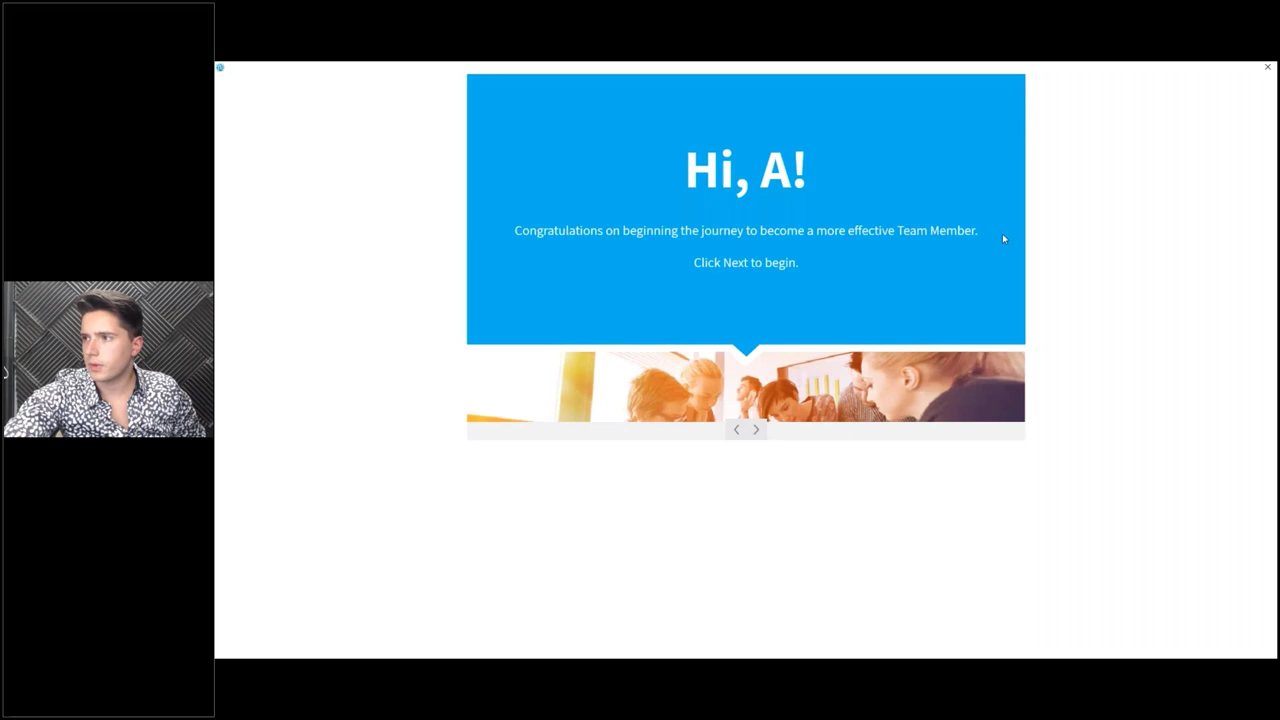 Hi, A!
Congratulations on beginning the journey to become a more effective Team Member.
Click Next to begin.